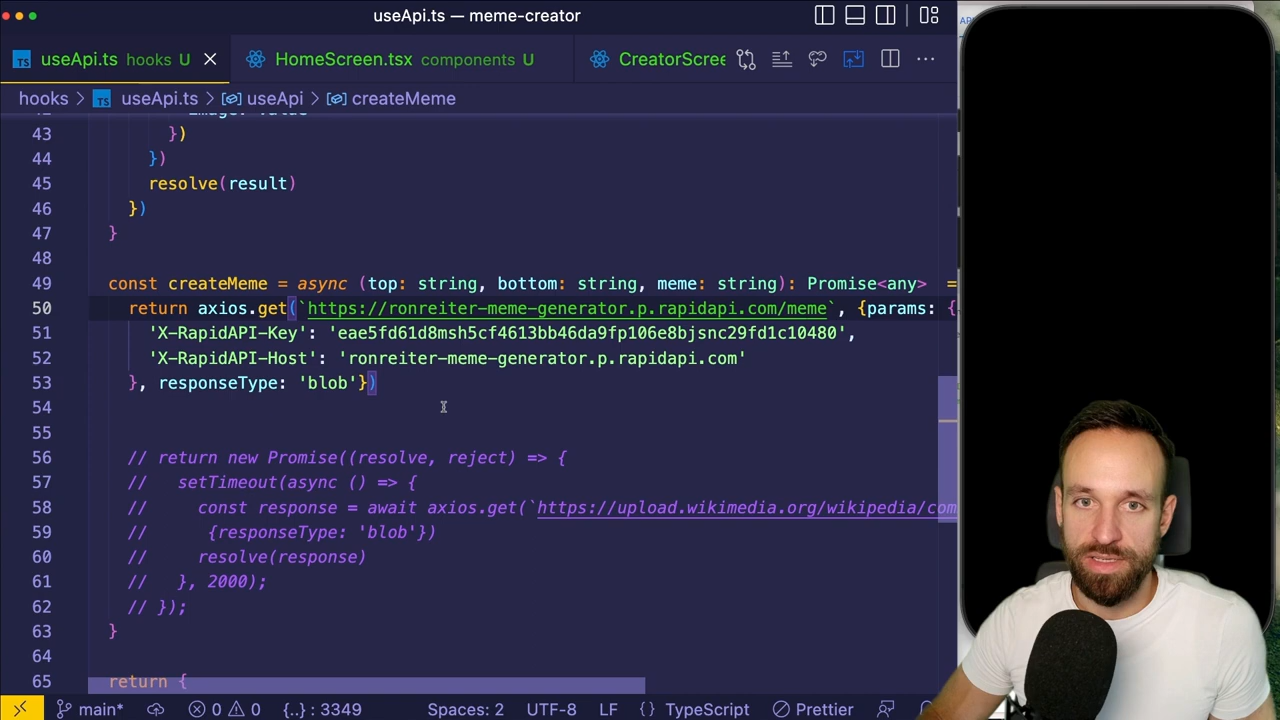 useApi.ts — meme-creator
TS useApi.ts hooks U HomeScreen.tsx components U CreatorScree
hooks > TS useApi.ts > useApi > createMeme
43 })
44 })
45 resolve(result)
46 })
47 }
48
49 const createMeme = async (top: string, bottom: string, meme: string): Promise<any> =
50 return axios.get(`https://ronreiter-meme-generator.p.rapidapi.com/meme`, {params: {
51 'X-RapidAPI-Key': 'eae5fd61d8msh5cf4613bb46da9fp106e8bjsnc29fd1c10480',
52 'X-RapidAPI-Host': 'ronreiter-meme-generator.p.rapidapi.com'
53 }, responseType: 'blob'})
54
55
56 // return new Promise((resolve, reject) => {
57 // setTimeout(async () => {
58 // const response = await axios.get(`https://upload.wikimedia.org/wikipedia/com
59 // {responseType: 'blob'})
60 // resolve(response)
61 // }, 2000);
62 // });
63 }
64
65 return {
main* 0 0 {..} : 3349 Spaces: 2 UTF-8 LF {} TypeScript Prettier